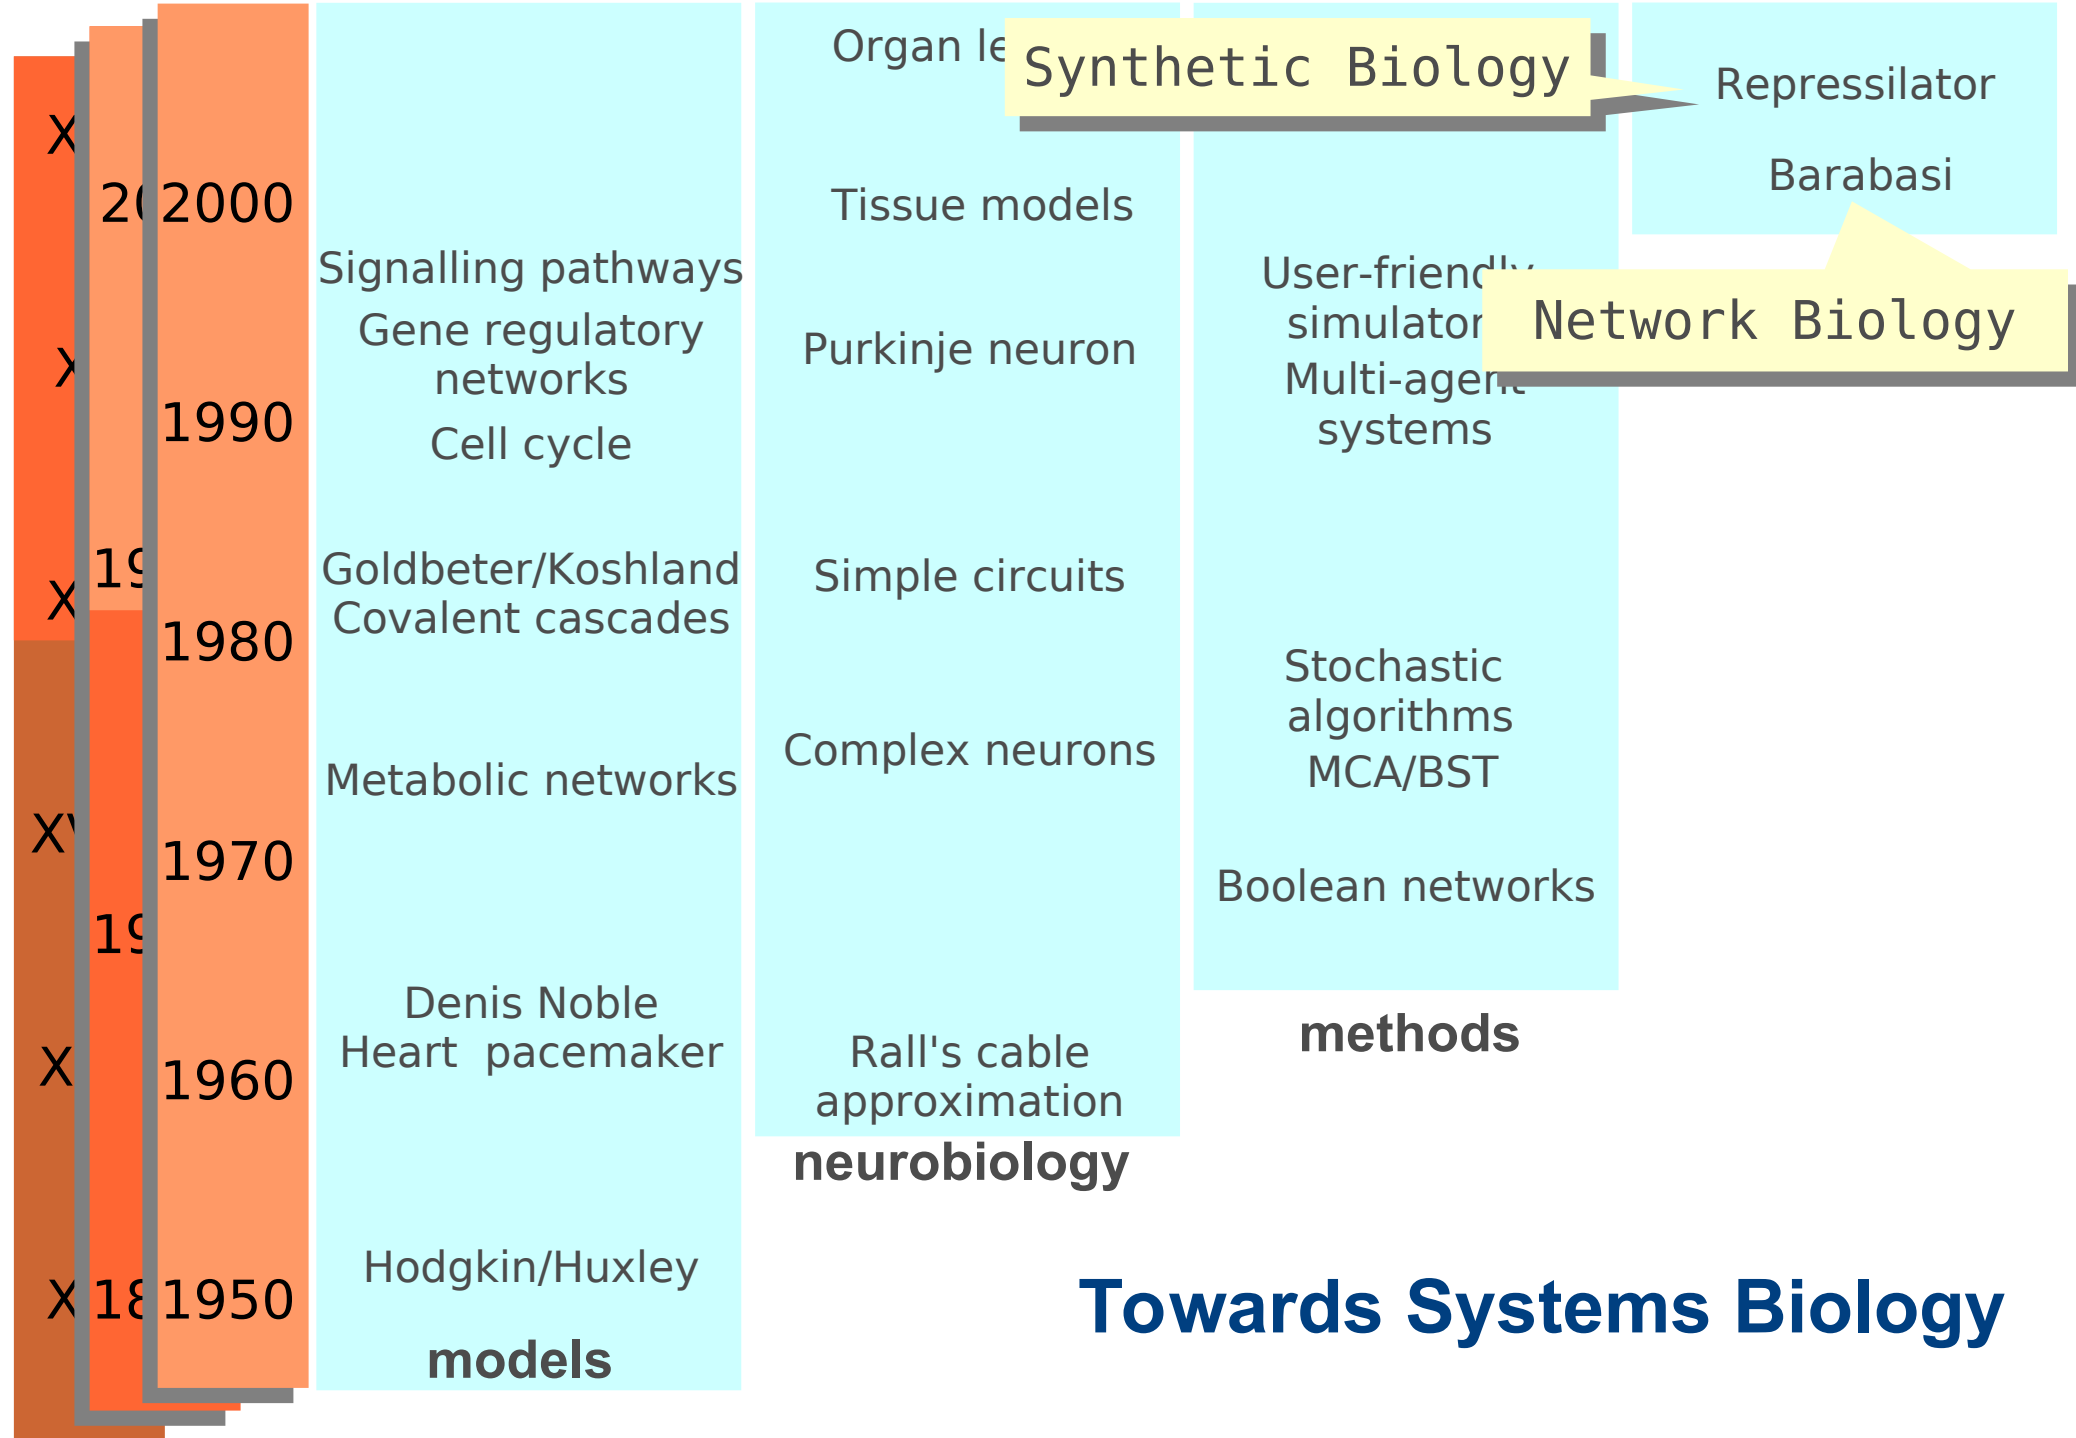 2000
1990
1980
1970
1960
1950
Signalling pathways
Gene regulatory
networks
Cell cycle
Goldbeter/Koshland
Covalent cascades
Metabolic networks
Denis Noble
Heart pacemaker
Hodgkin/Huxley
models
Organ
Tissue models
Purkinje neuron
Simple circuits
Complex neurons
Rall's cable
approximation
neurobiology
User-friendly
simulator
Multi-agent
systems
Stochastic
algorithms
MCA/BST
Boolean networks
methods
Synthetic Biology
Repressilator
Barabasi
Network Biology
Towards Systems Biology